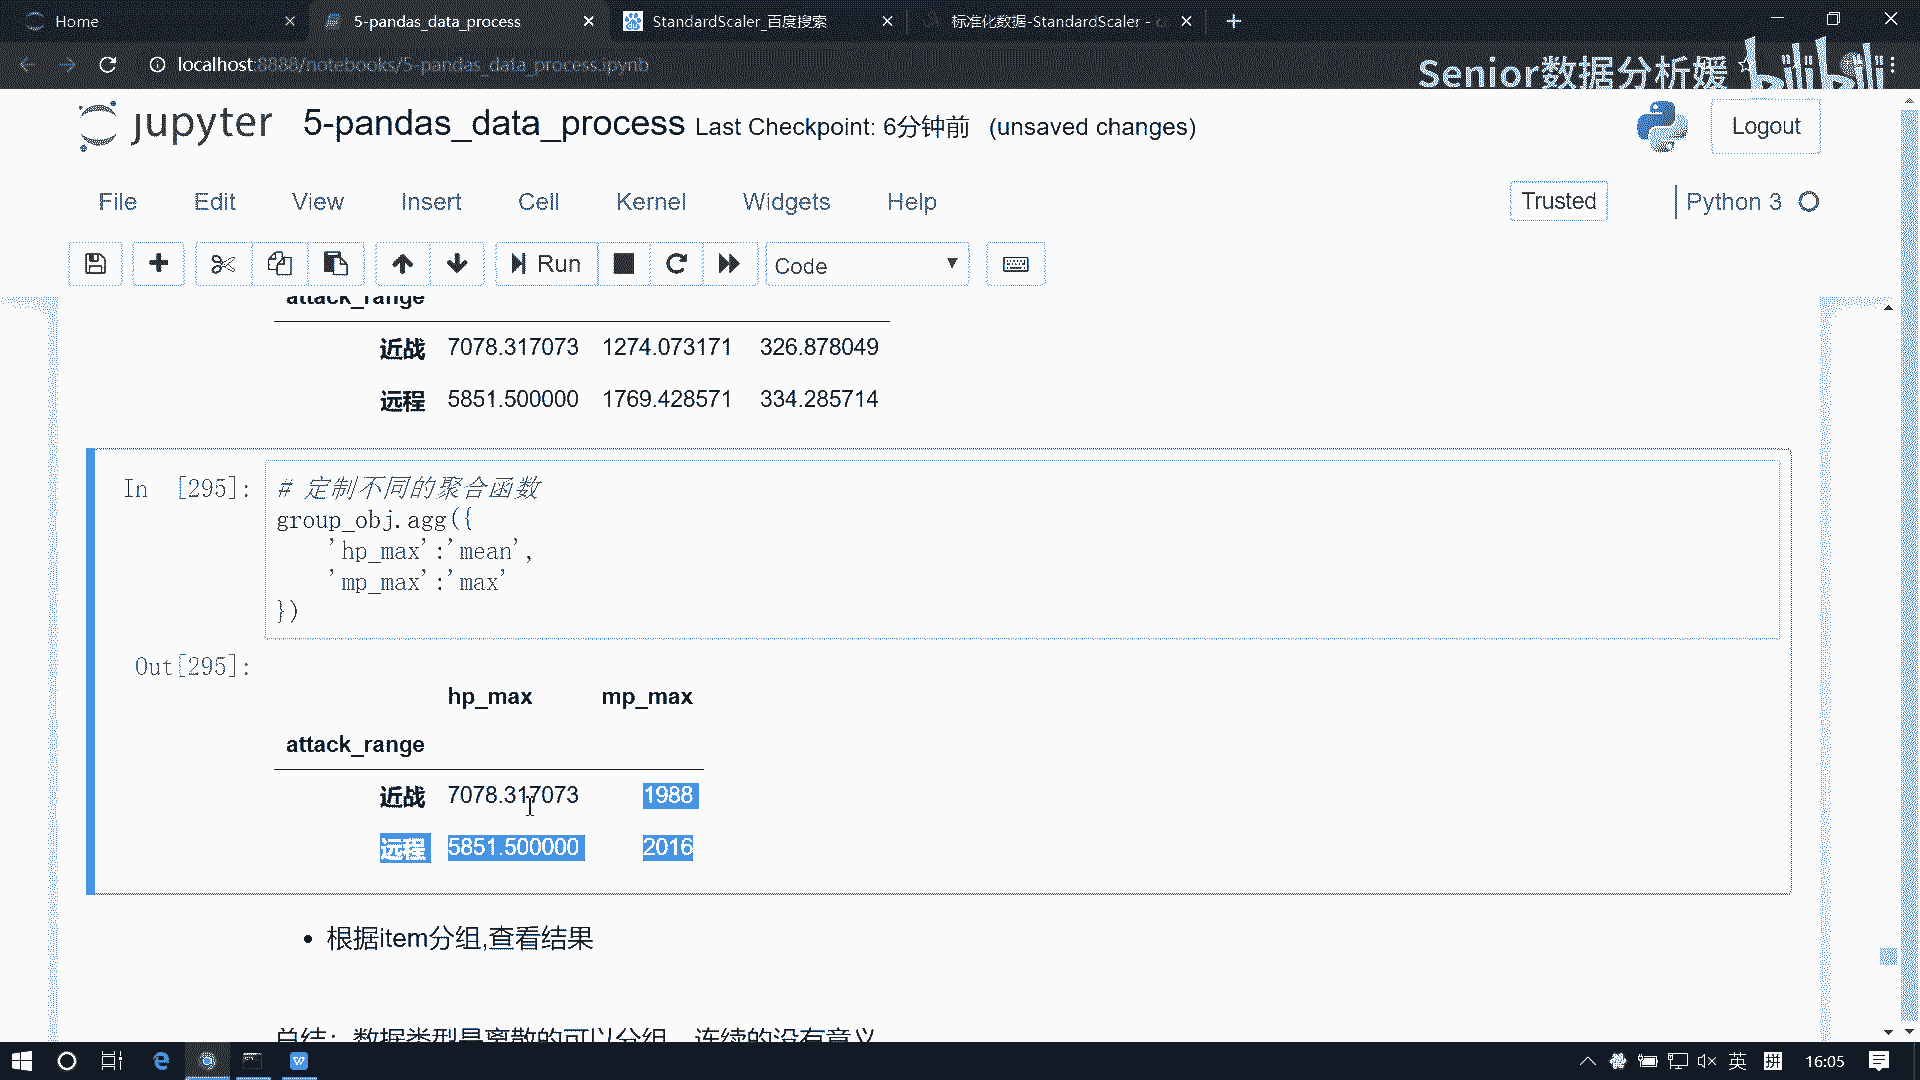 Home
5-pandas_data_process
StandardScaler_百度搜索
标准化数据-StandardScaler - c
localhost:8888/notebooks/5-pandas_data_process.ipynb
Senior数据分析媛
bilibili
jupyter
5-pandas_data_process Last Checkpoint: 6分钟前 (unsaved changes)
Logout
File Edit View Insert Cell Kernel Widgets Help
Trusted
Python 3
Run
Code
attack_range
近战 7078.317073 1274.073171 326.878049
远程 5851.500000 1769.428571 334.285714
In [295]:
# 定制不同的聚合函数
group_obj.agg({
'hp_max':'mean',
'mp_max':'max'
})
Out[295]:
hp_max mp_max
attack_range
近战 7078.317073 1988
远程 5851.500000 2016
• 根据item分组,查看结果
总结：数据类型是离散的可以分组，连续的没有意义
英
拼
16:05